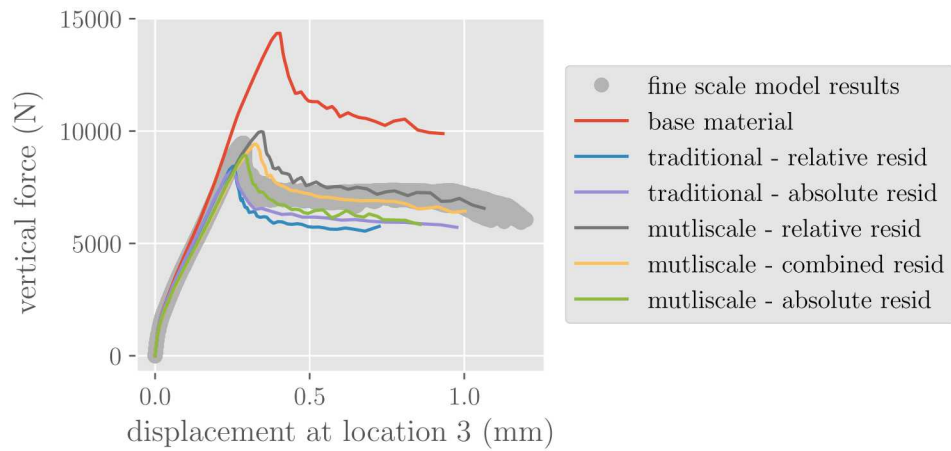 15000
10000
5000
0
vertical force (N)
0.0
0.5
1.0
displacement at location 3 (mm)
fine scale model results
base material
traditional - relative resid
traditional - absolute resid
mutliscale - relative resid
mutliscale - combined resid
mutliscale - absolute resid